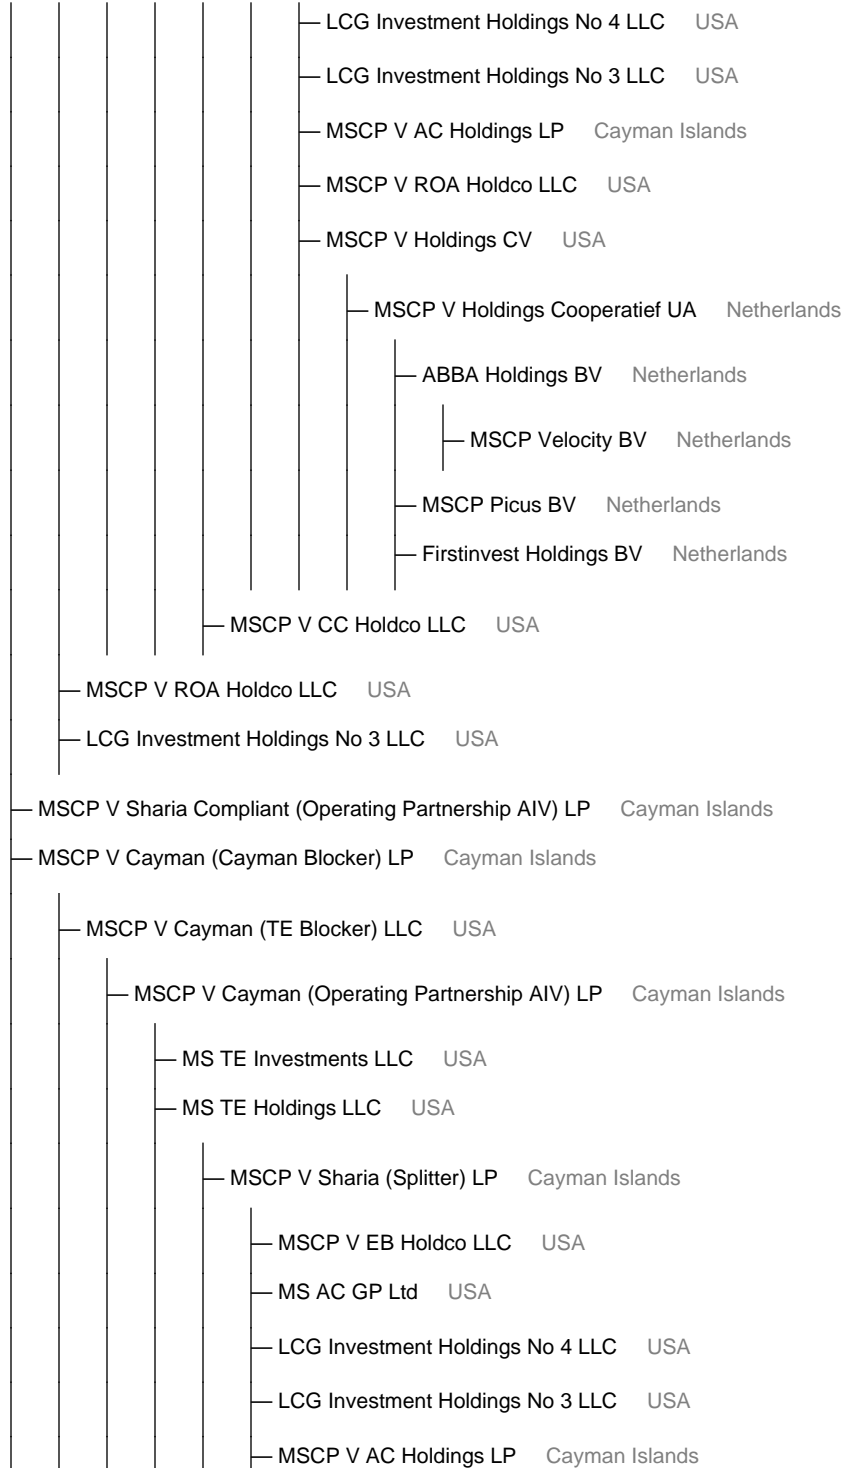 LCG Investment Holdings No 4 LLC USA
LCG Investment Holdings No 3 LLC USA
MSCP V AC Holdings LP Cayman Islands
MSCP V ROA Holdco LLC USA
MSCP V Holdings CV USA
MSCP V Holdings Cooperatief UA Netherlands
ABBA Holdings BV Netherlands
MSCP Velocity BV Netherlands
MSCP Picus BV Netherlands
Firstinvest Holdings BV Netherlands
MSCP V CC Holdco LLC USA
MSCP V ROA Holdco LLC USA
LCG Investment Holdings No 3 LLC USA
MSCP V Sharia Compliant (Operating Partnership AIV) LP Cayman Islands
MSCP V Cayman (Cayman Blocker) LP Cayman Islands
MSCP V Cayman (TE Blocker) LLC USA
MSCP V Cayman (Operating Partnership AIV) LP Cayman Islands
MS TE Investments LLC USA
MS TE Holdings LLC USA
MSCP V Sharia (Splitter) LP Cayman Islands
MSCP V EB Holdco LLC USA
MS AC GP Ltd USA
LCG Investment Holdings No 4 LLC USA
LCG Investment Holdings No 3 LLC USA
MSCP V AC Holdings LP Cayman Islands